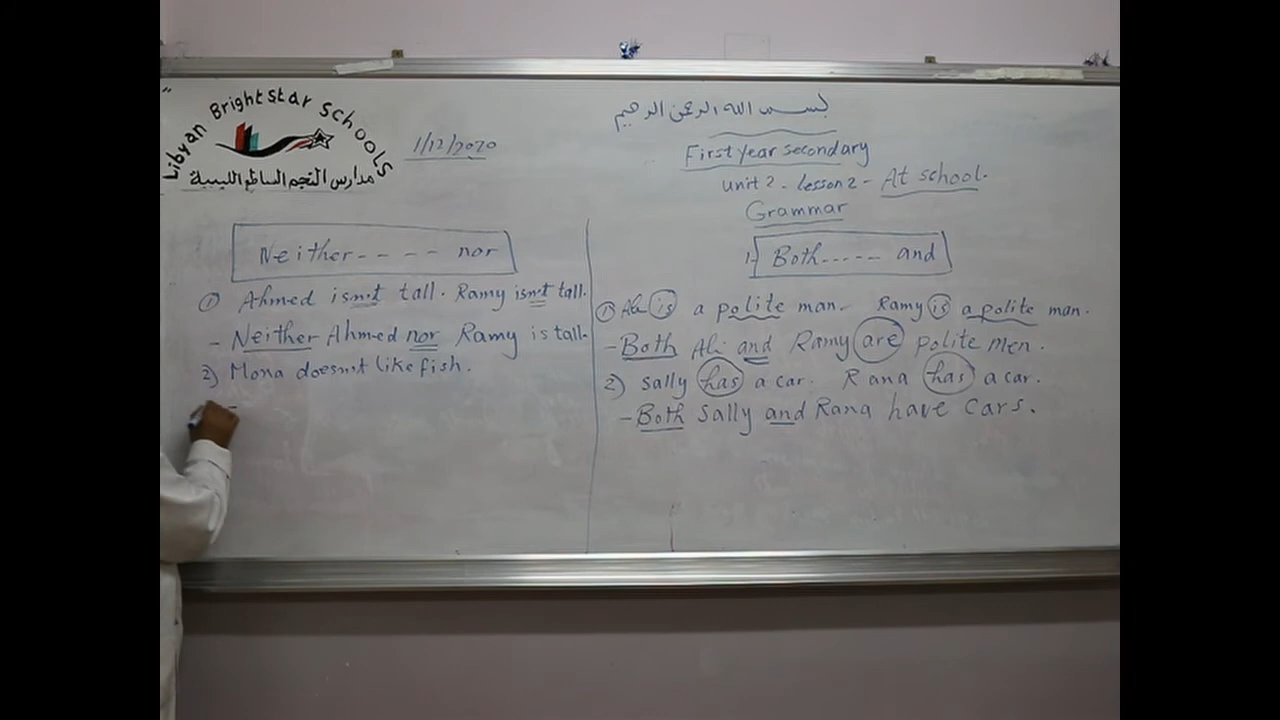 Libyan Bright Star Schools
مدارس النجم الساطع الليبية
1/12/2020
بسم الله الرحمن الرحيم
First year secondary
unit 2 - lesson 2 - At school.
Grammar
Neither - - - - nor
① Ahmed isn't tall. Ramy isn't tall.
- Neither Ahmed nor Ramy is tall.
2) Mona doesn't like fish.
-
1- Both ----- and
① Ali is a polite man. Ramy is a polite man.
- Both Ali and Ramy are polite men.
2) Sally has a car. Rana has a car.
- Both Sally and Rana have cars.